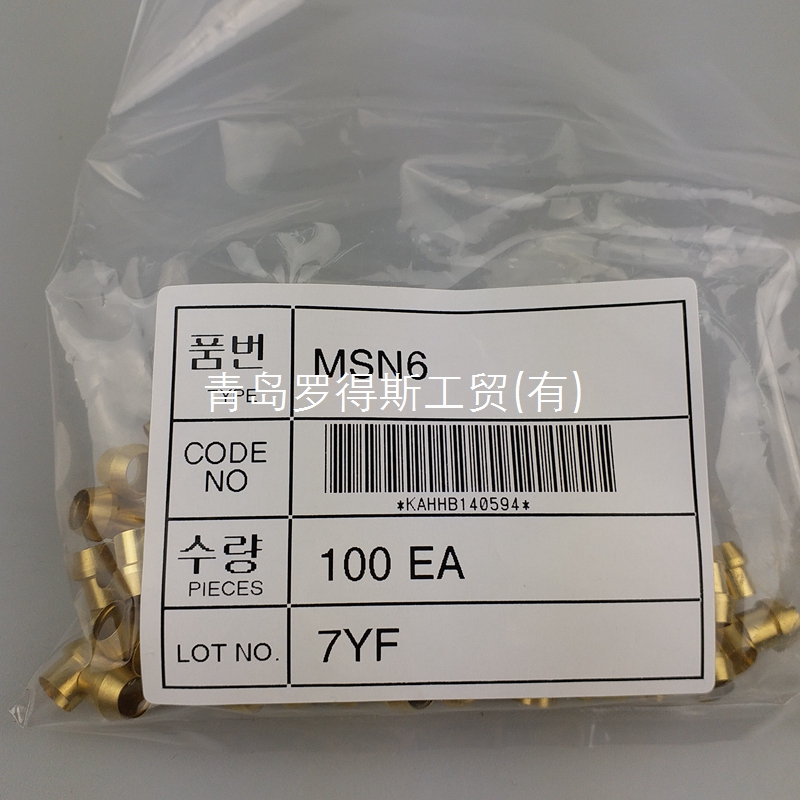 품번
TYPE
MSN6
青岛罗得斯工贸(有)
CODE
NO
*KAHHB140594*
수량
PIECES
100 EA
LOT NO.
7YF